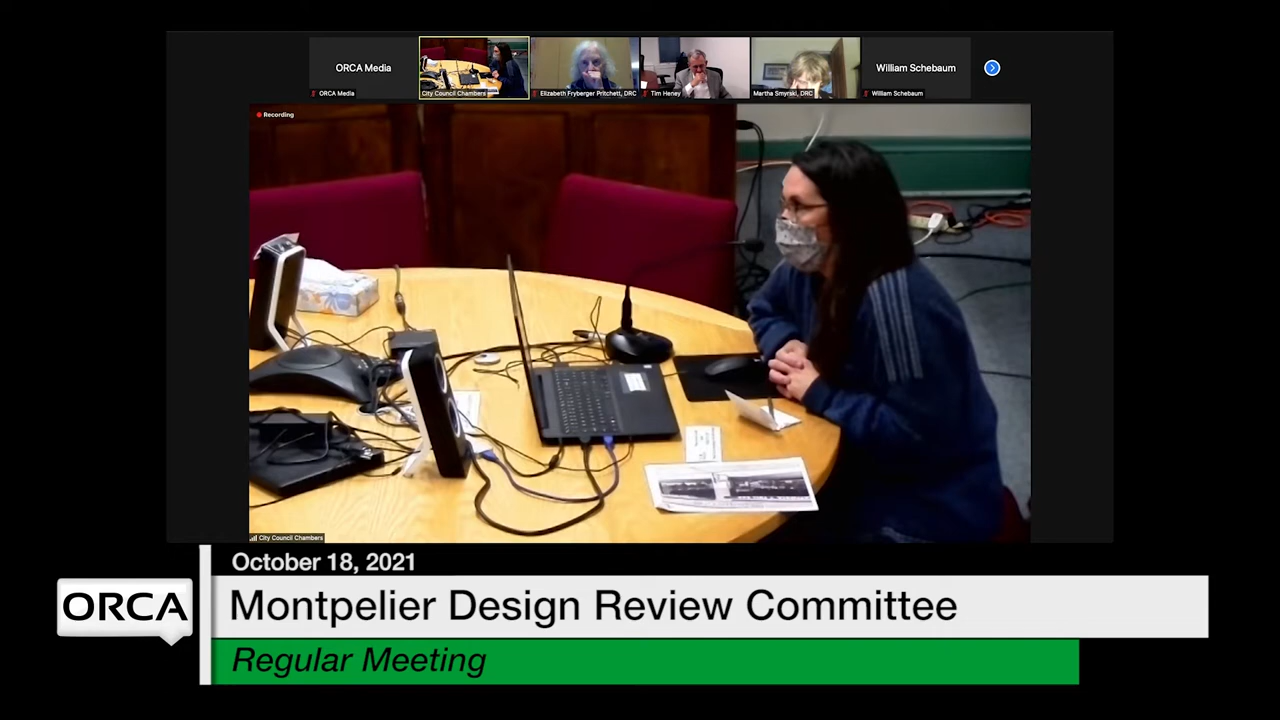 ORCA Media
William Schebaum
ORCA Media
City Council Chambers
Elizabeth Fryberger Pritchett, DRC
Tim Heney
Martha Smyrski, DRC
William Schebaum
Recording
City Council Chambers
October 18, 2021
ORCA
Montpelier Design Review Committee
Regular Meeting